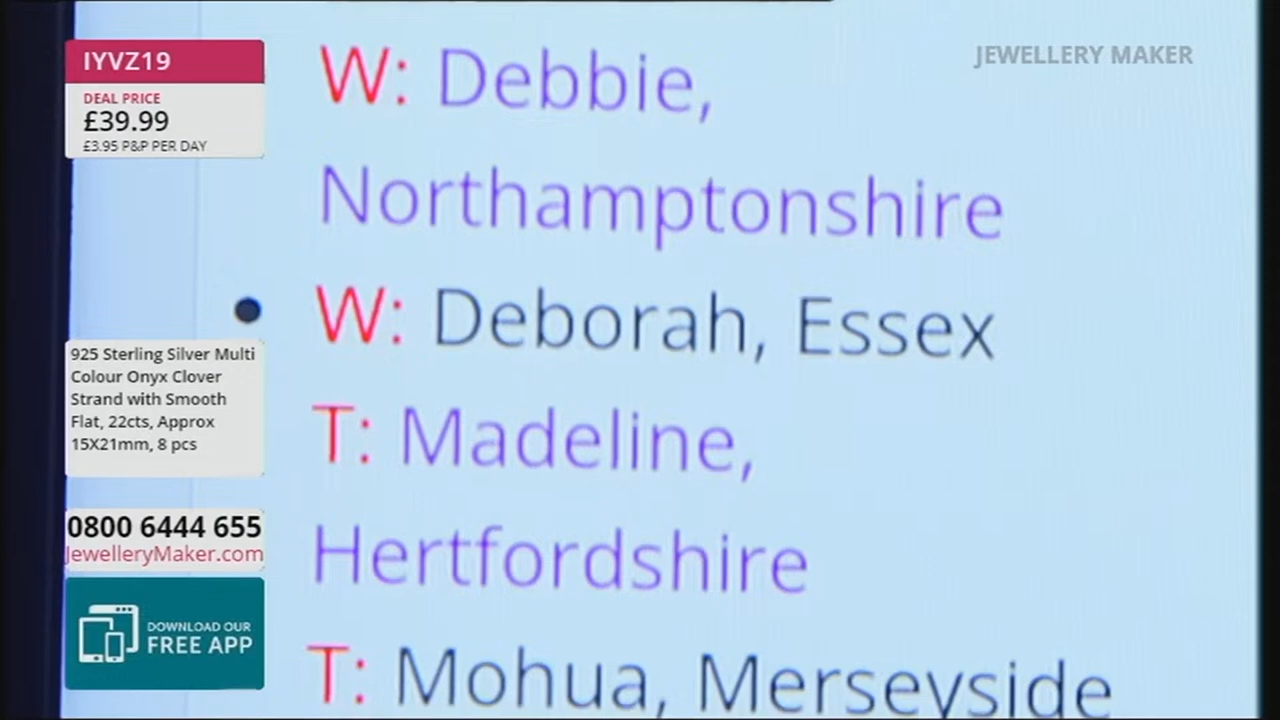 IYVZ19
DEAL PRICE
£39.99
£3.95 P&P PER DAY
JEWELLERY MAKER
W: Debbie,
Northamptonshire
W: Deborah, Essex
T: Madeline,
Hertfordshire
T: Mohua, Merseyside
925 Sterling Silver Multi
Colour Onyx Clover
Strand with Smooth
Flat, 22cts, Approx
15X21mm, 8 pcs
0800 6444 655
JewelleryMaker.com
DOWNLOAD OUR
FREE APP